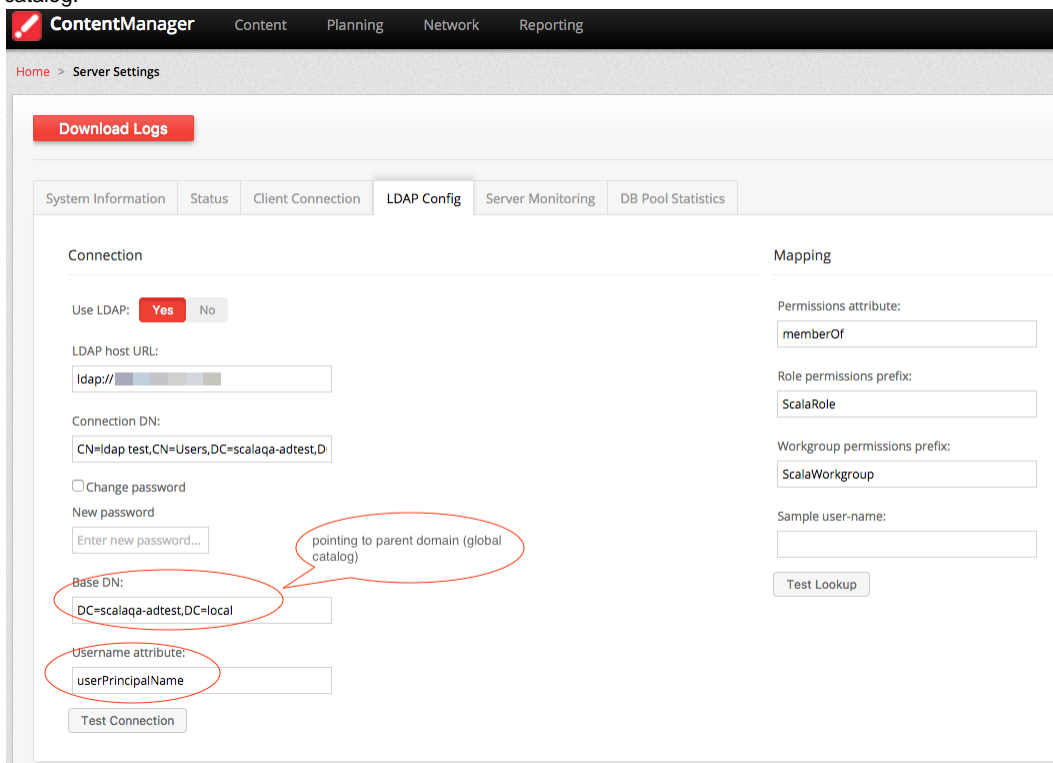 catalog.
ContentManager Content Planning Network Reporting
Home > Server Settings
Download Logs
System Information Status Client Connection LDAP Config Server Monitoring DB Pool Statistics
Connection
Use LDAP: Yes No
LDAP host URL:
ldap://
Connection DN:
CN=ldap test,CN=Users,DC=scalaqa-adtest,D
Change password
New password
Enter new password...
pointing to parent domain (global
catalog)
Base DN:
DC=scalaqa-adtest,DC=local
Username attribute:
userPrincipalName
Test Connection
Mapping
Permissions attribute:
memberOf
Role permissions prefix:
ScalaRole
Workgroup permissions prefix:
ScalaWorkgroup
Sample user-name:
Test Lookup